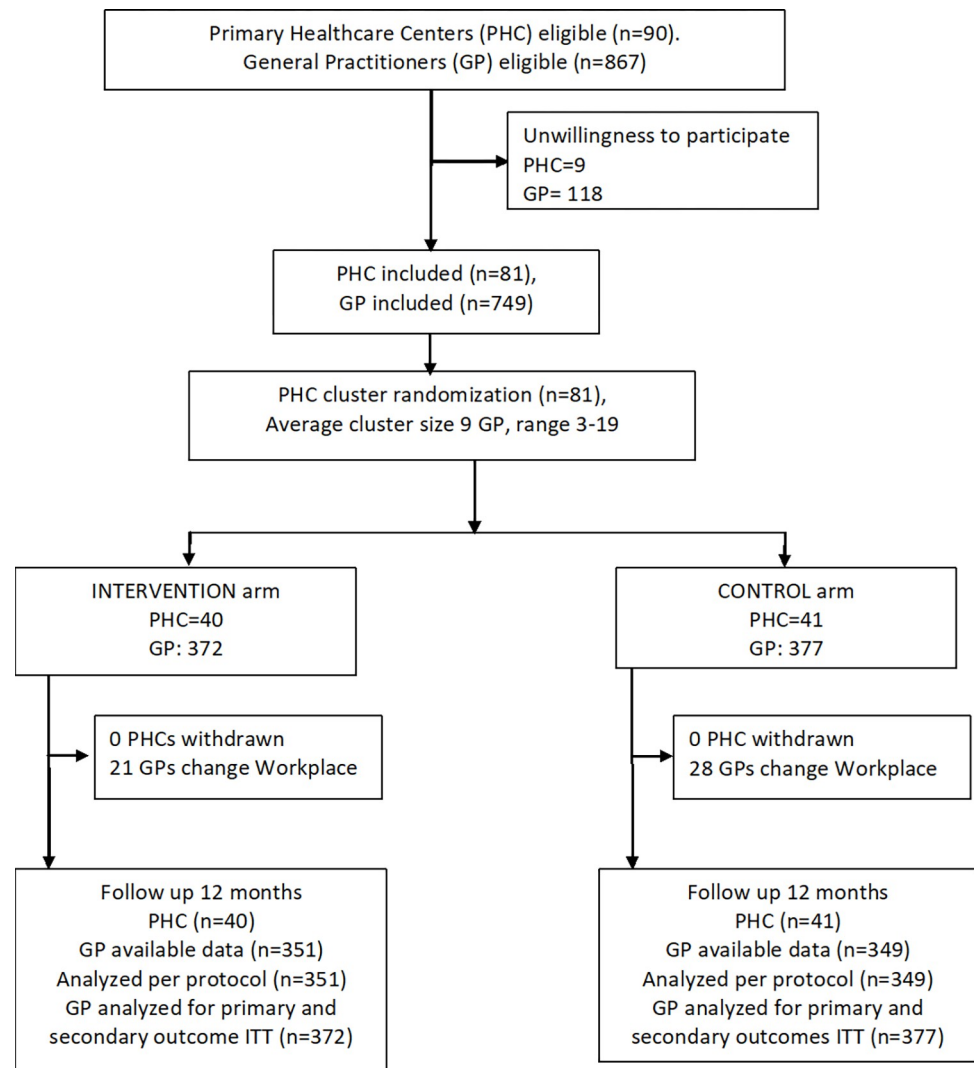 Primary Healthcare Centers (PHC) eligible (n=90).
General Practitioners (GP) eligible (n=867)
Unwillingness to participate
PHC=9
GP= 118
PHC included (n=81),
GP included (n=749)
PHC cluster randomization (n=81),
Average cluster size 9 GP, range 3-19
INTERVENTION arm
PHC=40
GP: 372
CONTROL arm
PHC=41
GP: 377
0 PHCs withdrawn
21 GPs change Workplace
0 PHC withdrawn
28 GPs change Workplace
Follow up 12 months
PHC (n=40)
GP available data (n=351)
Analyzed per protocol (n=351)
GP analyzed for primary and
secondary outcome ITT (n=372)
Follow up 12 months
PHC (n=41)
GP available data (n=349)
Analyzed per protocol (n=349)
GP analyzed for primary and
secondary outcomes ITT (n=377)